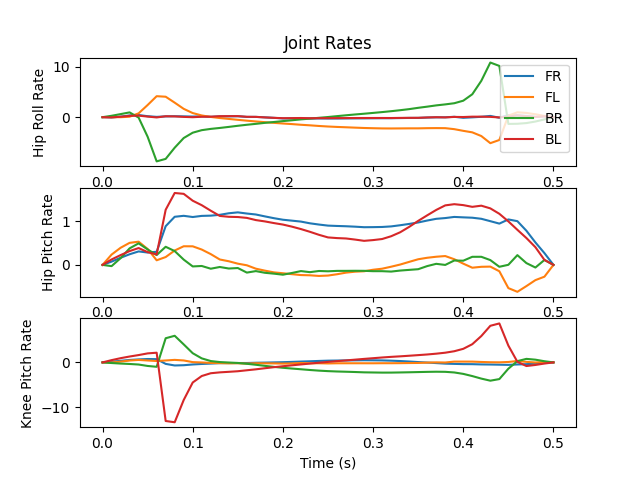 Joint Rates
Hip Roll Rate
10
0
FR
FL
BR
BL
0.0 0.1 0.2 0.3 0.4 0.5
Hip Pitch Rate
1
0
0.0 0.1 0.2 0.3 0.4 0.5
Knee Pitch Rate
0
−10
0.0 0.1 0.2 0.3 0.4 0.5
Time (s)